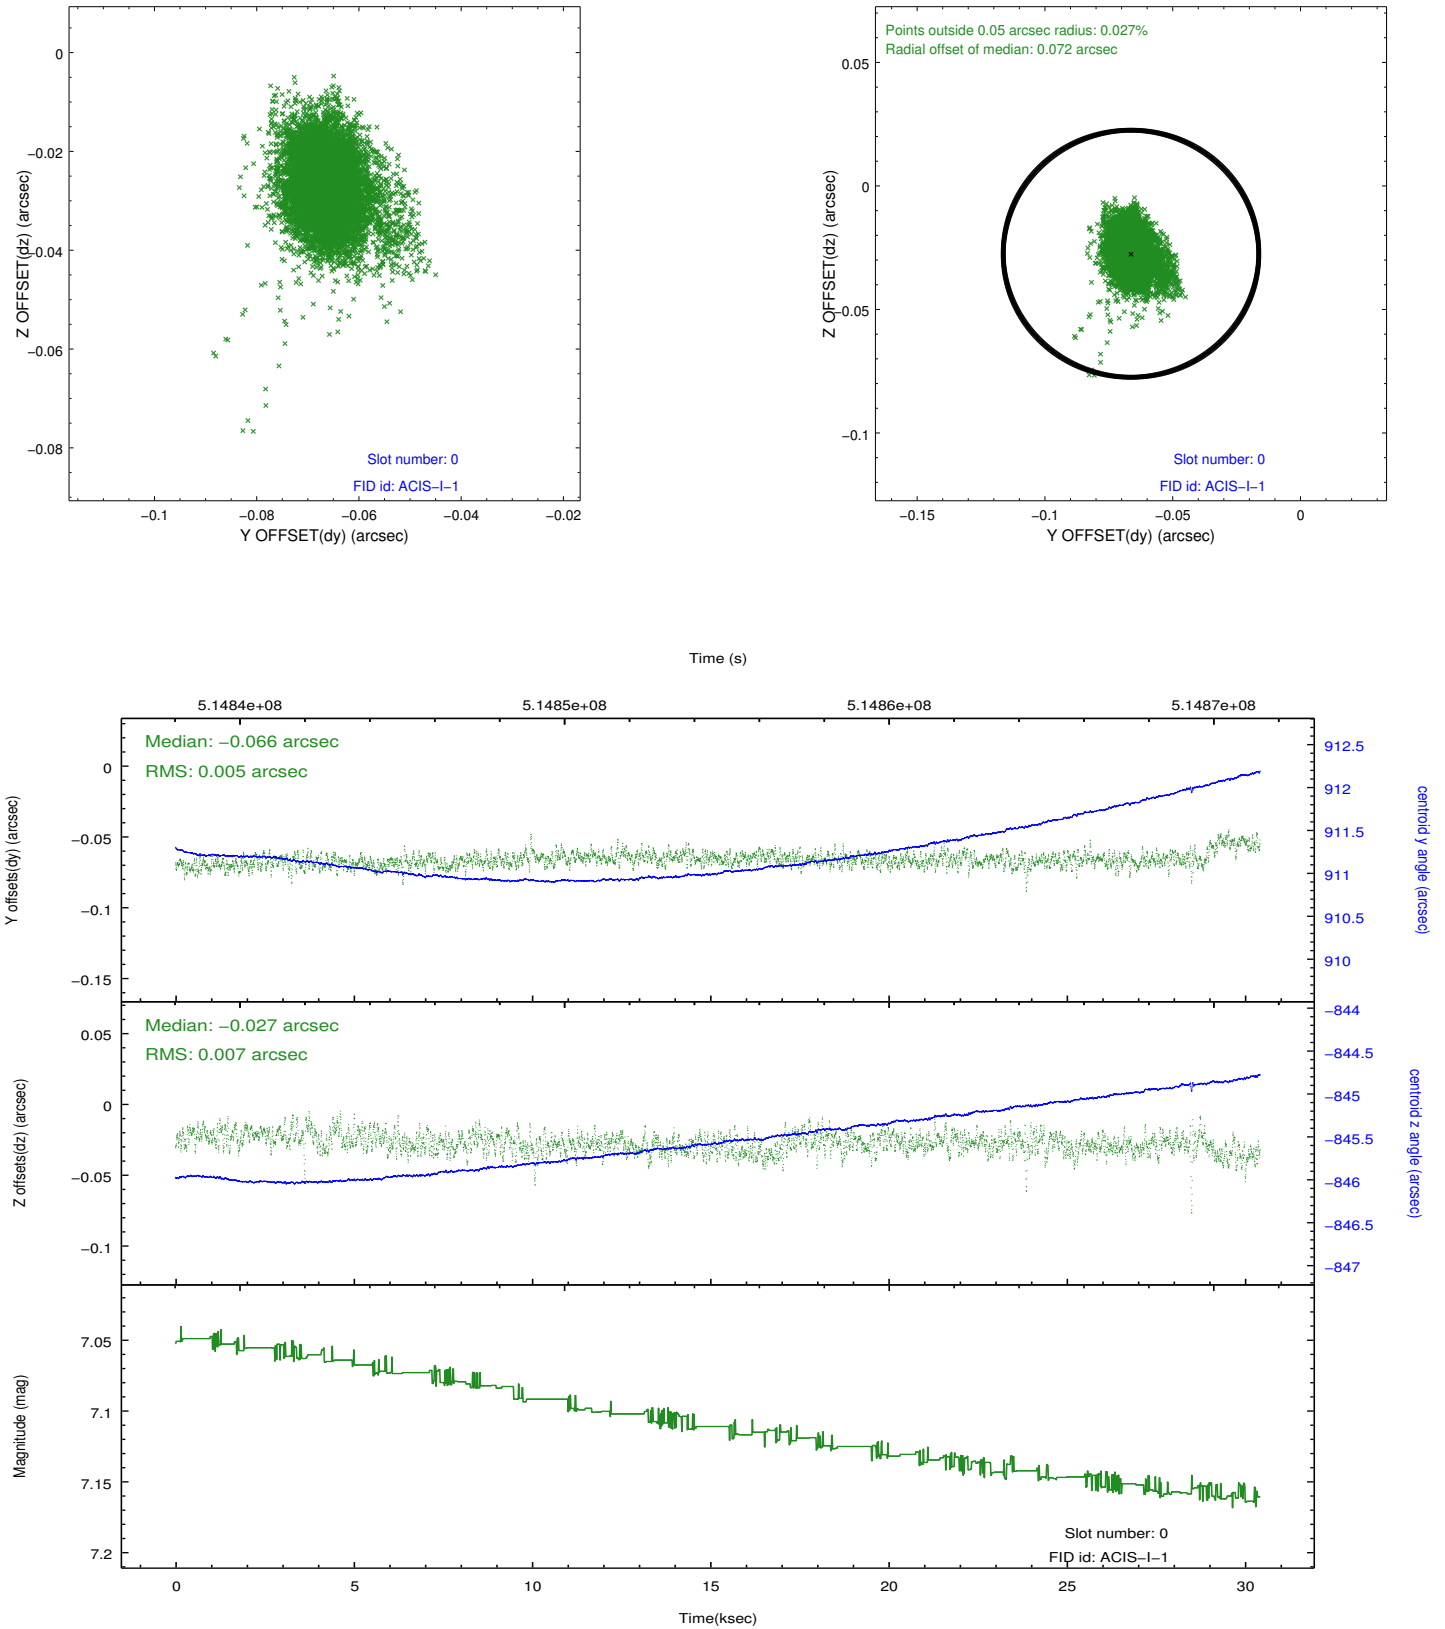 0
−0.02
−0.04
−0.06
−0.08
Z OFFSET(dz) (arcsec)
Slot number: 0
FID id: ACIS−I−1
−0.1
−0.08
−0.06
−0.04
−0.02
Y OFFSET(dy) (arcsec)
Points outside 0.05 arcsec radius: 0.027%
Radial offset of median: 0.072 arcsec
0.05
0
−0.05
−0.1
Z OFFSET(dz) (arcsec)
Slot number: 0
FID id: ACIS−I−1
−0.15
−0.1
−0.05
0
Y OFFSET(dy) (arcsec)
Time (s)
5.1484e+08
5.1485e+08
5.1486e+08
5.1487e+08
Median: −0.066 arcsec
RMS: 0.005 arcsec
0
−0.05
−0.1
−0.15
Y offsets(dy) (arcsec)
912.5
912
911.5
911
910.5
910
centroid y angle (arcsec)
Median: −0.027 arcsec
RMS: 0.007 arcsec
0.05
0
−0.05
−0.1
Z offsets(dz) (arcsec)
−844
−844.5
−845
−845.5
−846
−846.5
−847
centroid z angle (arcsec)
7.05
7.1
7.15
7.2
Magnitude (mag)
Slot number: 0
FID id: ACIS−I−1
0
5
10
15
20
25
30
Time(ksec)